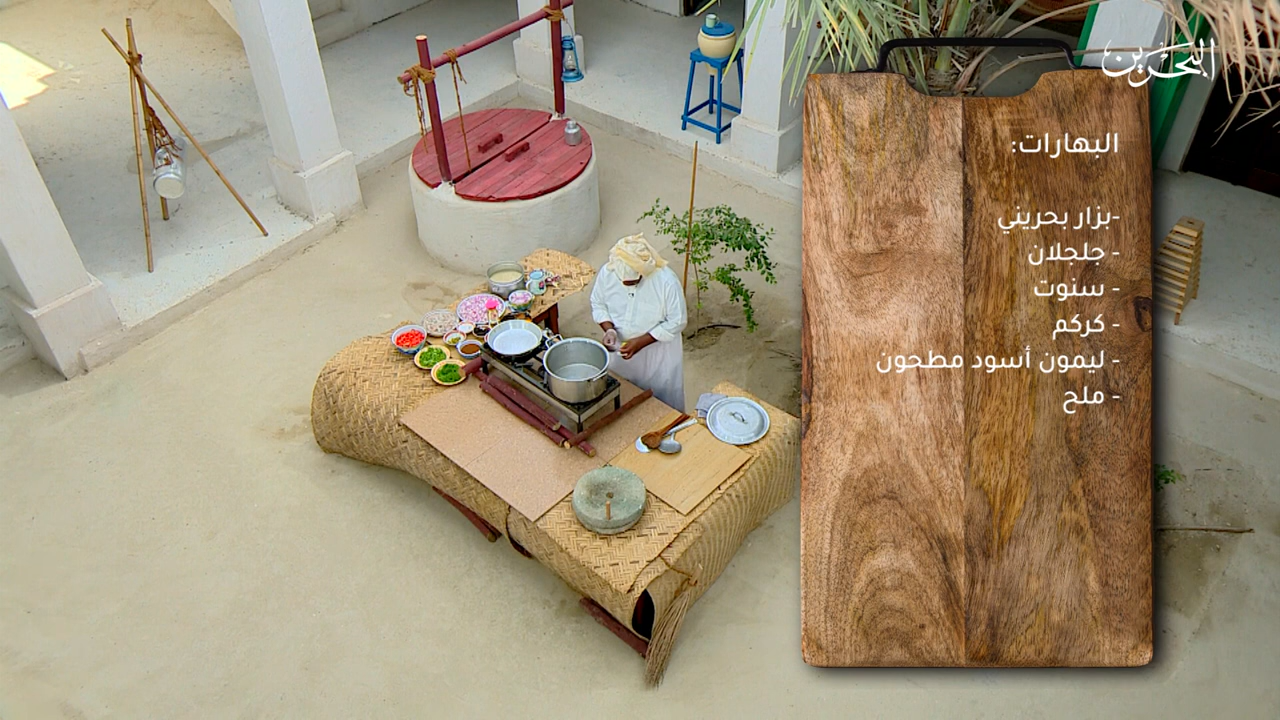 البحرين
البهارات:
-بزار بحريني
- جلجلان
- سنوت
- كركم
- ليمون أسود مطحون
- ملح